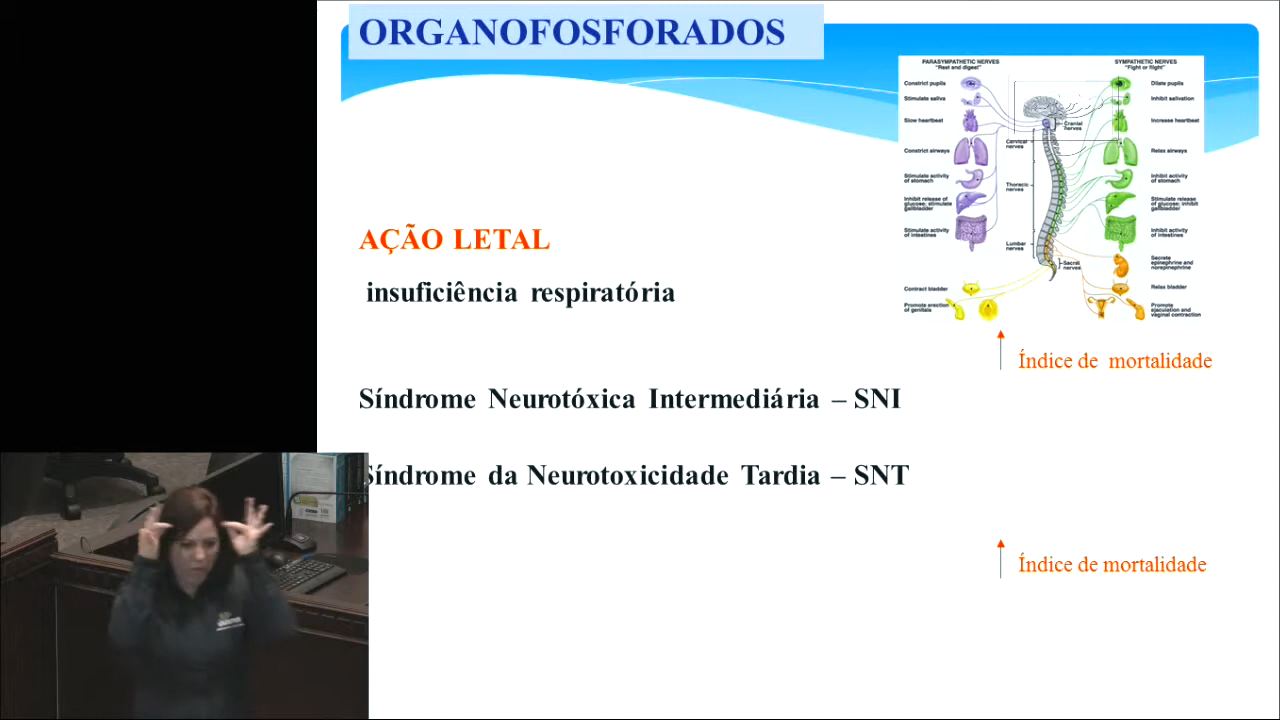 ORGANOFOSFORADOS
PARASYMPATHETIC NERVES
"Rest and digest"
SYMPATHETIC NERVES
"Fight or flight"
Constrict pupils
Stimulate saliva
Slow heartbeat
Constrict airways
Stimulate activity
of stomach
Inhibit release of
glucose; stimulate
gallbladder
Stimulate activity
of intestines
Contract bladder
Promote erection
of genitals
Cranial
nerves
Cervical
nerves
Thoracic
nerves
Lumbar
nerves
Sacral
nerves
Dilate pupils
Inhibit salivation
Increase heartbeat
Relax airways
Inhibit activity
of stomach
Stimulate release
of glucose; inhibit
gallbladder
Inhibit activity
of intestines
Secrete
epinephrine and
norepinephrine
Relax bladder
Promote
ejaculation and
vaginal contraction
AÇÃO LETAL
insuficiência respiratória
Índice de mortalidade
Síndrome Neurotóxica Intermediária – SNI
Síndrome da Neurotoxicidade Tardia – SNT
Índice de mortalidade